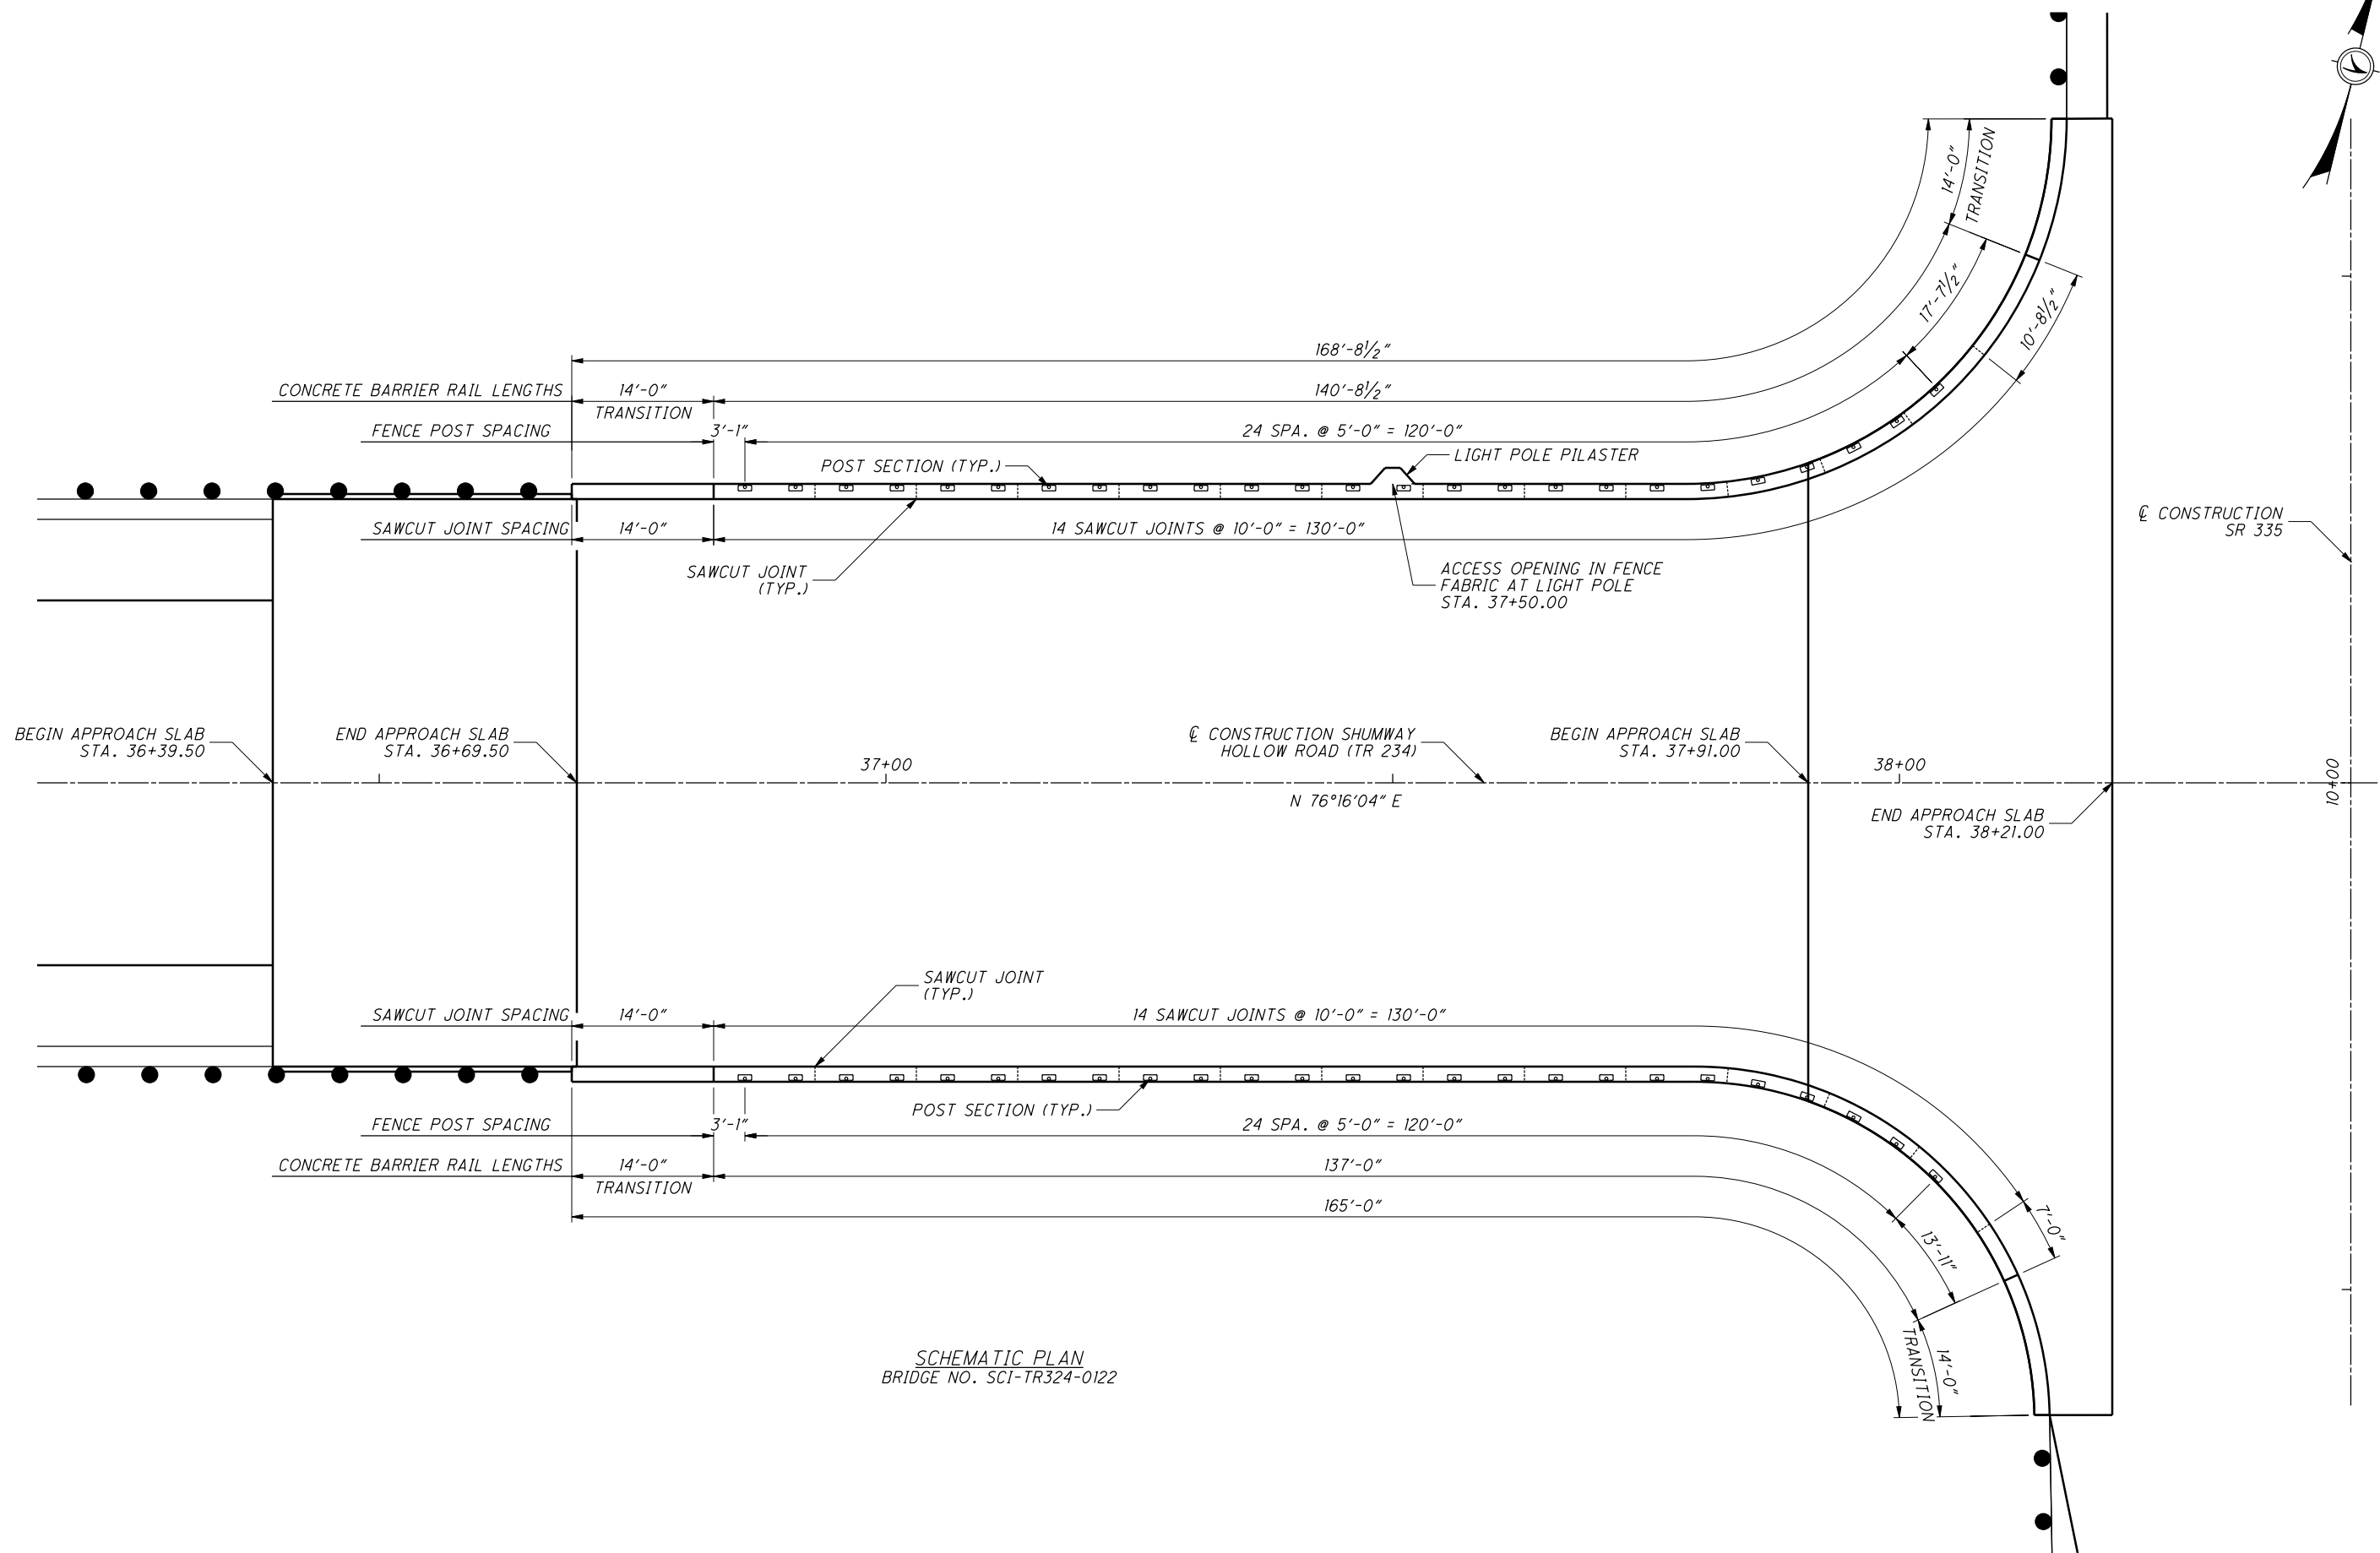 14'-0"
TRANSITION
17'-7½"
10'-8½"
168'-8½"
CONCRETE BARRIER RAIL LENGTHS
14'-0"
TRANSITION
140'-8½"
FENCE POST SPACING
3'-1"
24 SPA. @ 5'-0" = 120'-0"
POST SECTION (TYP.)
LIGHT POLE PILASTER
SAWCUT JOINT SPACING
14'-0"
14 SAWCUT JOINTS @ 10'-0" = 130'-0"
℄ CONSTRUCTION
SR 335
SAWCUT JOINT
(TYP.)
ACCESS OPENING IN FENCE
FABRIC AT LIGHT POLE
STA. 37+50.00
BEGIN APPROACH SLAB
STA. 36+39.50
END APPROACH SLAB
STA. 36+69.50
37+00
℄ CONSTRUCTION SHUMWAY
HOLLOW ROAD (TR 234)
N 76°16'04" E
BEGIN APPROACH SLAB
STA. 37+91.00
38+00
END APPROACH SLAB
STA. 38+21.00
10+00
SAWCUT JOINT
(TYP.)
SAWCUT JOINT SPACING
14'-0"
14 SAWCUT JOINTS @ 10'-0" = 130'-0"
POST SECTION (TYP.)
FENCE POST SPACING
3'-1"
24 SPA. @ 5'-0" = 120'-0"
CONCRETE BARRIER RAIL LENGTHS
14'-0"
TRANSITION
137'-0"
165'-0"
7'-0"
13'-11"
14'-0"
TRANSITION
SCHEMATIC PLAN
BRIDGE NO. SCI-TR324-0122